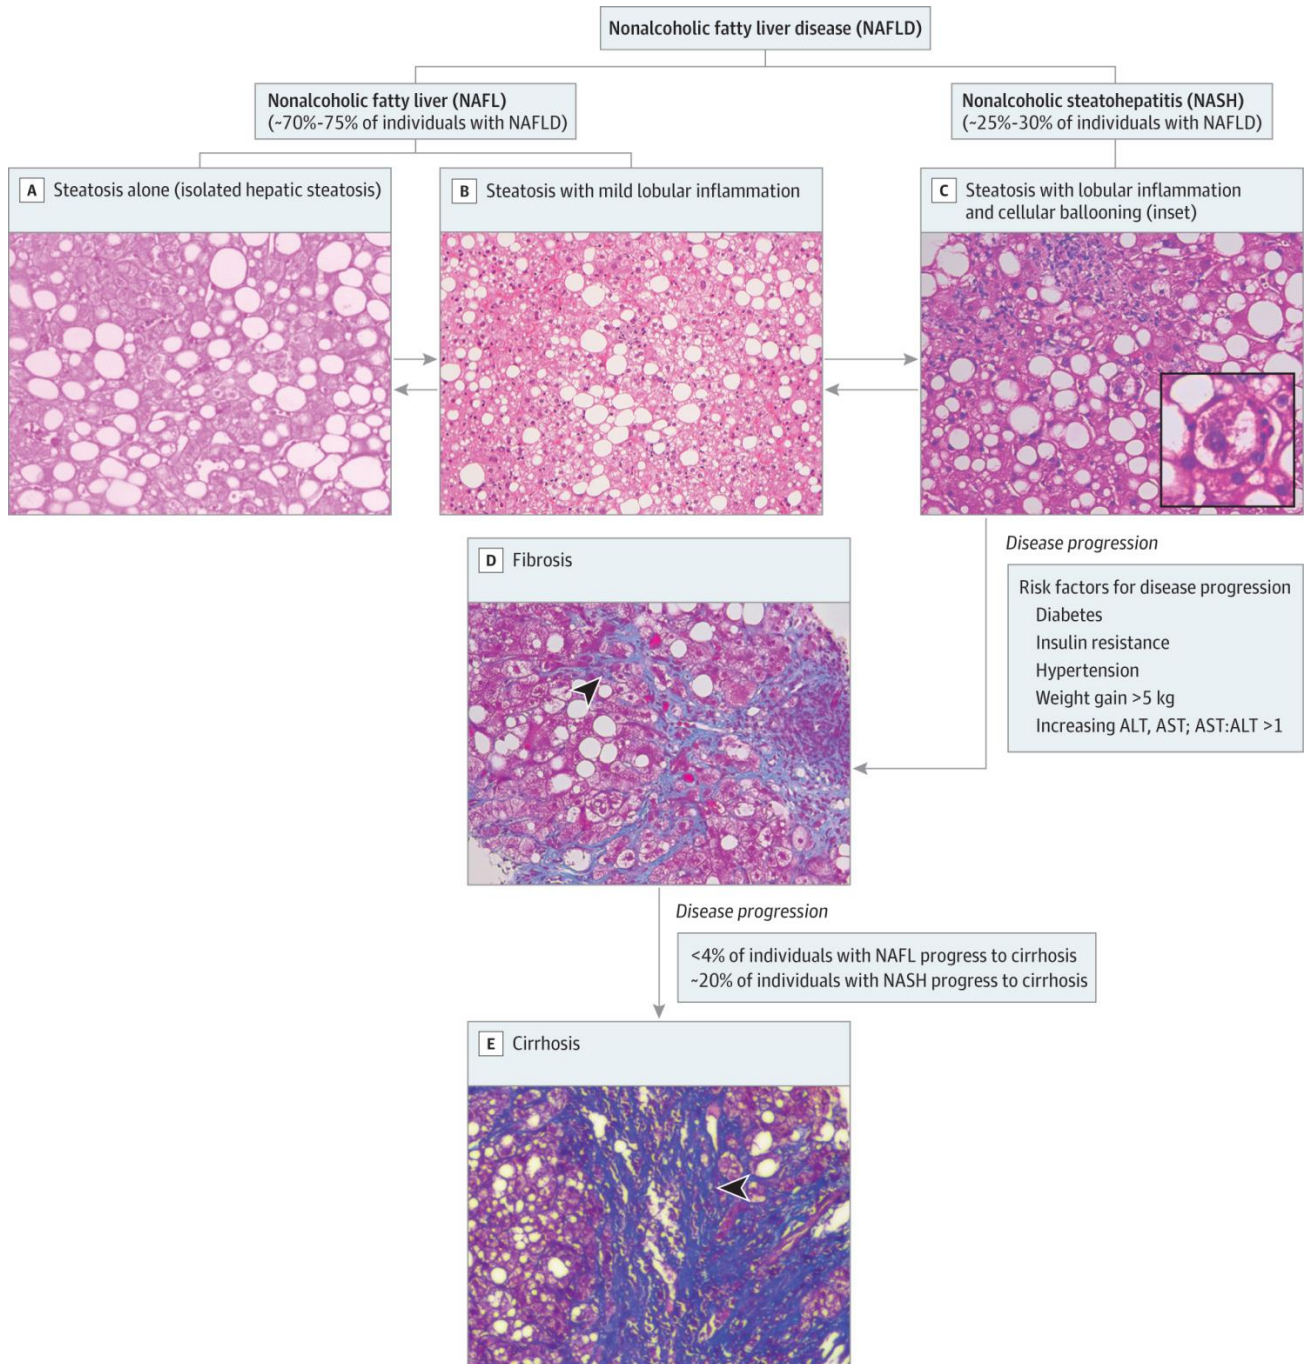 Nonalcoholic fatty liver disease (NAFLD)
Nonalcoholic fatty liver (NAFL)
(~70%-75% of individuals with NAFLD)
Nonalcoholic steatohepatitis (NASH)
(~25%-30% of individuals with NAFLD)
A Steatosis alone (isolated hepatic steatosis)
B Steatosis with mild lobular inflammation
C Steatosis with lobular inflammation
and cellular ballooning (inset)
Disease progression
Risk factors for disease progression
Diabetes
Insulin resistance
Hypertension
Weight gain >5 kg
Increasing ALT, AST; AST:ALT >1
D Fibrosis
Disease progression
<4% of individuals with NAFL progress to cirrhosis
~20% of individuals with NASH progress to cirrhosis
E Cirrhosis